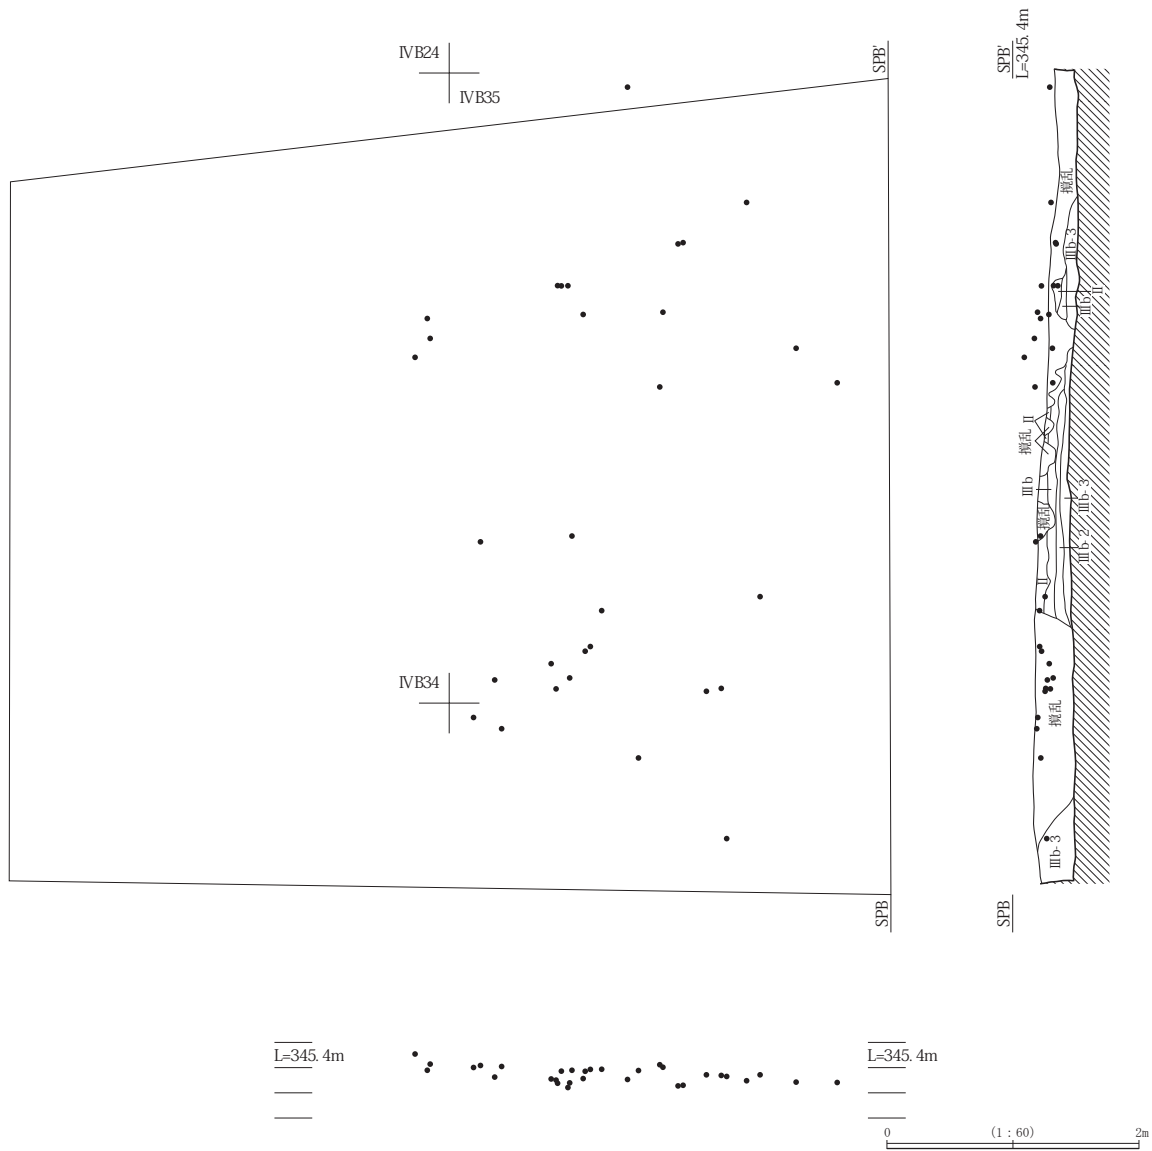 ⅣB24
ⅣB35
SPB'
SPB'
L=345.4m
撹乱
Ⅲb-3
Ⅱ
Ⅲb
Ⅱ
撹乱
Ⅲb
Ⅲb-3
撹乱
Ⅲb-2
Ⅱ
ⅣB34
撹乱
Ⅲb-3
SPB
SPB
L=345.4m
L=345.4m
0 (1：60) 2m